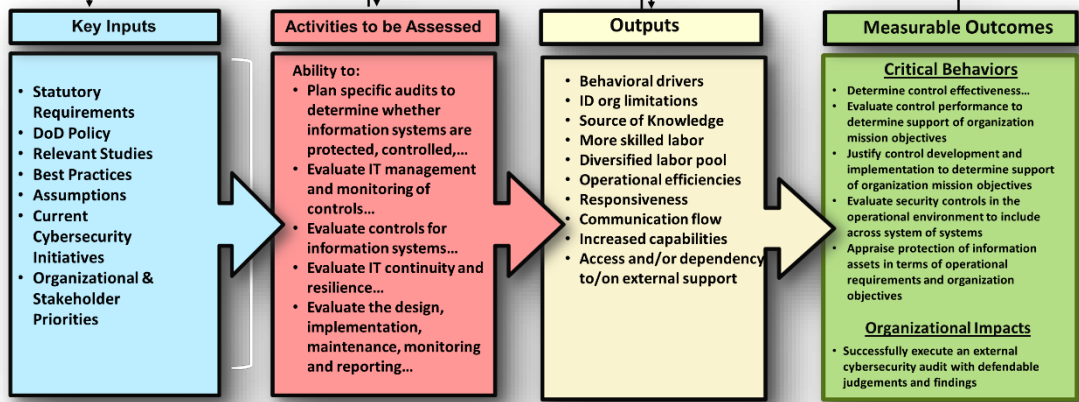 Key Inputs
• Statutory
Requirements
• DoD Policy
• Relevant Studies
• Best Practices
• Assumptions
• Current
Cybersecurity
Initiatives
• Organizational &
Stakeholder
Priorities
Activities to be Assessed
Ability to:
• Plan specific audits to
determine whether
information systems are
protected, controlled,...
• Evaluate IT management
and monitoring of
controls...
• Evaluate controls for
information systems...
• Evaluate IT continuity and
resilience...
• Evaluate the design,
implementation,
maintenance, monitoring
and reporting...
Outputs
• Behavioral drivers
• ID org limitations
• Source of Knowledge
• More skilled labor
• Diversified labor pool
• Operational efficiencies
• Responsiveness
• Communication flow
• Increased capabilities
• Access and/or dependency
to/on external support
Measurable Outcomes
Critical Behaviors
• Determine control effectiveness...
• Evaluate control performance to
determine support of organization
mission objectives
• Justify control development and
implementation to determine support
of organization mission objectives
• Evaluate security controls in the
operational environment to include
across system of systems
• Appraise protection of information
assets in terms of operational
requirements and organization
objectives
Organizational Impacts
• Successfully execute an external
cybersecurity audit with defendable
judgements and findings